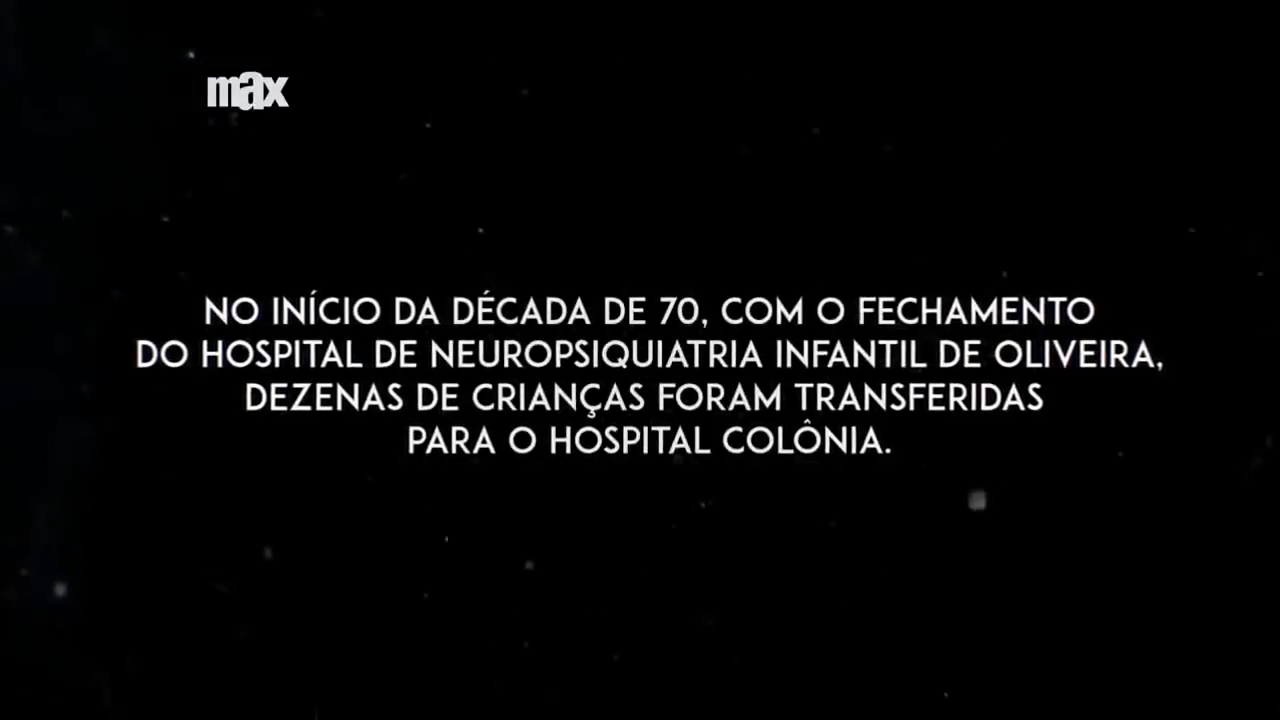 max
NO INÍCIO DA DÉCADA DE 70, COM O FECHAMENTO
DO HOSPITAL DE NEUROPSIQUIATRIA INFANTIL DE OLIVEIRA,
DEZENAS DE CRIANÇAS FORAM TRANSFERIDAS
PARA O HOSPITAL COLÔNIA.